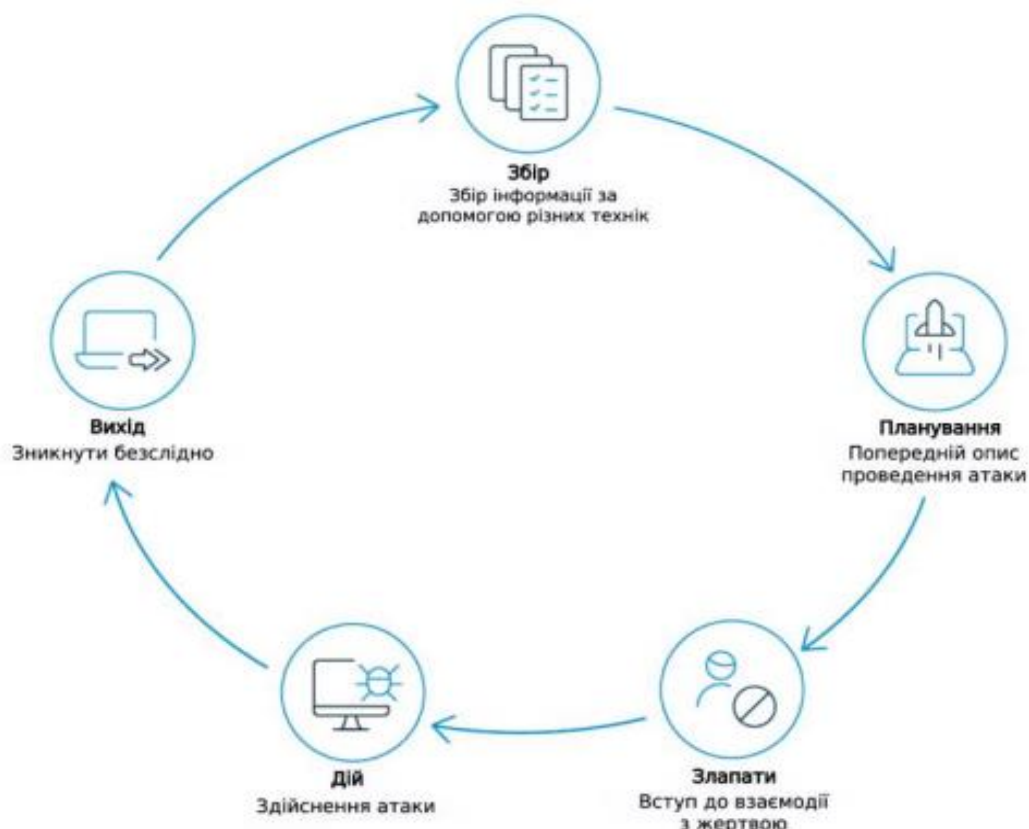 Збір
Збір інформації за
допомогою різних технік
Планування
Попередній опис
проведення атаки
Злапати
Вступ до взаємодії
з жертвою
Дій
Здійснення атаки
Вихід
Зникнути безслідно